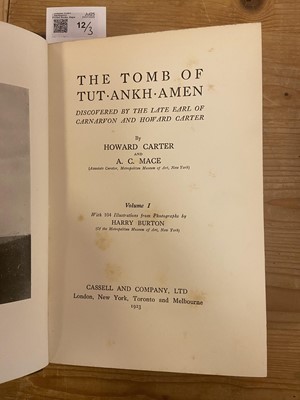 12/3
THE TOMB OF
TUT·ANKH·AMEN
DISCOVERED BY THE LATE EARL OF
CARNARVON AND HOWARD CARTER
By
HOWARD CARTER
AND
A. C. MACE
(Associate Curator, Metropolitan Museum of Art, New York)
Volume I
With 104 Illustrations from Photographs by
HARRY BURTON
(Of the Metropolitan Museum of Art, New York)
CASSELL AND COMPANY, LTD
London, New York, Toronto and Melbourne
1923